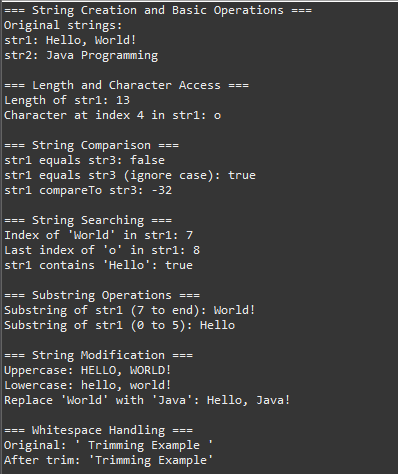 === String Creation and Basic Operations ===
Original strings:
str1: Hello, World!
str2: Java Programming
=== Length and Character Access ===
Length of str1: 13
Character at index 4 in str1: o
=== String Comparison ===
str1 equals str3: false
str1 equals str3 (ignore case): true
str1 compareTo str3: -32
=== String Searching ===
Index of 'World' in str1: 7
Last index of 'o' in str1: 8
str1 contains 'Hello': true
=== Substring Operations ===
Substring of str1 (7 to end): World!
Substring of str1 (0 to 5): Hello
=== String Modification ===
Uppercase: HELLO, WORLD!
Lowercase: hello, world!
Replace 'World' with 'Java': Hello, Java!
=== Whitespace Handling ===
Original: ' Trimming Example '
After trim: 'Trimming Example'